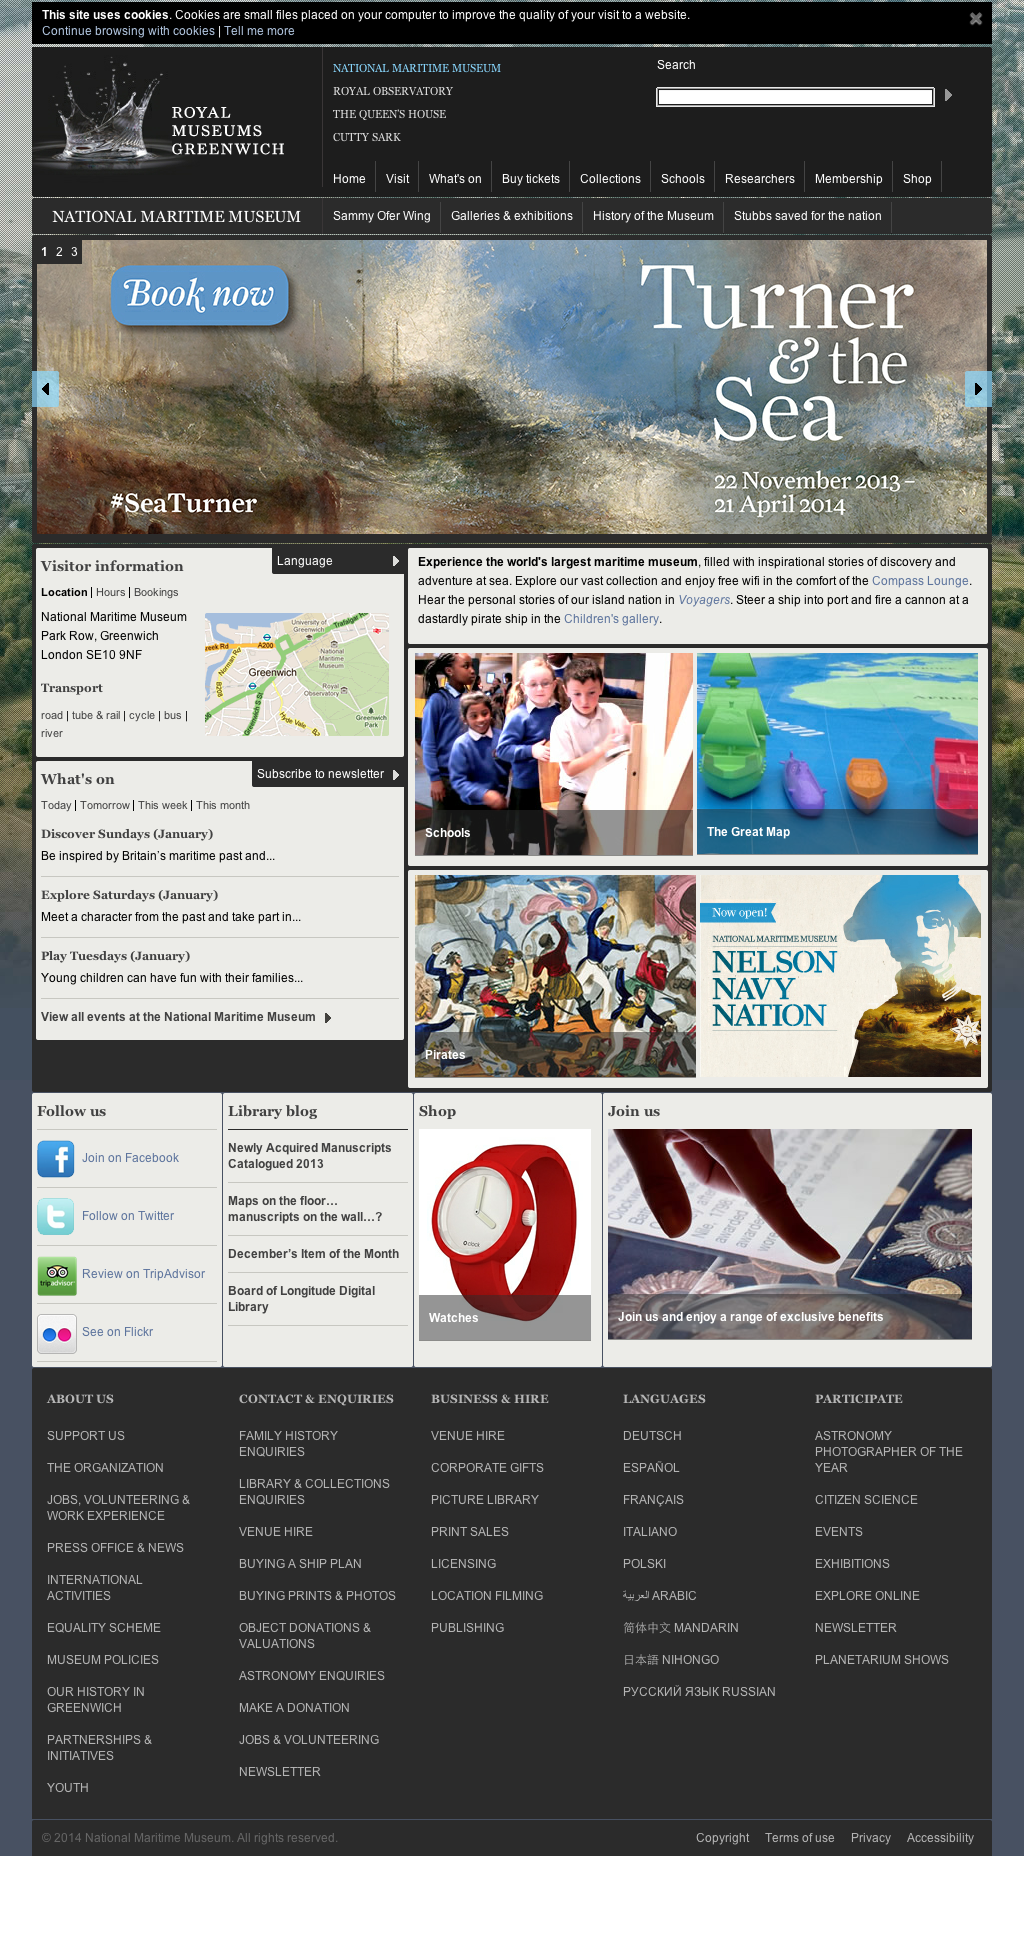 This site uses cookies. Cookies are small files placed on your computer to improve the quality of your visit to a website.
Continue browsing with cookies | Tell me more
ROYAL
MUSEUMS
GREENWICH
NATIONAL MARITIME MUSEUM
ROYAL OBSERVATORY
THE QUEEN'S HOUSE
CUTTY SARK
Search
Home
Visit
What's on
Buy tickets
Collections
Schools
Researchers
Membership
Shop
NATIONAL MARITIME MUSEUM
Sammy Ofer Wing
Galleries & exhibitions
History of the Museum
Stubbs saved for the nation
1 2 3
Book now
Turner
& the
Sea
#SeaTurner
22 November 2013 –
21 April 2014
Visitor information
Language
Location | Hours | Bookings
National Maritime Museum
Park Row, Greenwich
London SE10 9NF
Transport
road | tube & rail | cycle | bus |
river
University of
Greenwich
Trafalgar Rd
A200
creek Rd
Norman Rd
National
Maritime
Museum
Greenwich
B208
Royal
Observatory
Greenwich S St
Hyde Vale
Greenwich
Park
Experience the world's largest maritime museum, filled with inspirational stories of discovery and
adventure at sea. Explore our vast collection and enjoy free wifi in the comfort of the Compass Lounge.
Hear the personal stories of our island nation in Voyagers. Steer a ship into port and fire a cannon at a
dastardly pirate ship in the Children's gallery.
Schools
The Great Map
What's on
Subscribe to newsletter
Today | Tomorrow | This week | This month
Discover Sundays (January)
Be inspired by Britain's maritime past and...
Explore Saturdays (January)
Meet a character from the past and take part in...
Play Tuesdays (January)
Young children can have fun with their families...
View all events at the National Maritime Museum
Pirates
Now open!
NATIONAL MARITIME MUSEUM
NELSON
NAVY
NATION
Follow us
Join on Facebook
Follow on Twitter
tripadvisor
Review on TripAdvisor
See on Flickr
Library blog
Newly Acquired Manuscripts
Catalogued 2013
Maps on the floor…
manuscripts on the wall…?
December's Item of the Month
Board of Longitude Digital
Library
Shop
O clock
Watches
Join us
Join us and enjoy a range of exclusive benefits
ABOUT US
SUPPORT US
THE ORGANIZATION
JOBS, VOLUNTEERING &
WORK EXPERIENCE
PRESS OFFICE & NEWS
INTERNATIONAL
ACTIVITIES
EQUALITY SCHEME
MUSEUM POLICIES
OUR HISTORY IN
GREENWICH
PARTNERSHIPS &
INITIATIVES
YOUTH
CONTACT & ENQUIRIES
FAMILY HISTORY
ENQUIRIES
LIBRARY & COLLECTIONS
ENQUIRIES
VENUE HIRE
BUYING A SHIP PLAN
BUYING PRINTS & PHOTOS
OBJECT DONATIONS &
VALUATIONS
ASTRONOMY ENQUIRIES
MAKE A DONATION
JOBS & VOLUNTEERING
NEWSLETTER
BUSINESS & HIRE
VENUE HIRE
CORPORATE GIFTS
PICTURE LIBRARY
PRINT SALES
LICENSING
LOCATION FILMING
PUBLISHING
LANGUAGES
DEUTSCH
ESPAÑOL
FRANÇAIS
ITALIANO
POLSKI
العربية ARABIC
简体中文 MANDARIN
日本語 NIHONGO
РУССКИЙ ЯЗЫК RUSSIAN
PARTICIPATE
ASTRONOMY
PHOTOGRAPHER OF THE
YEAR
CITIZEN SCIENCE
EVENTS
EXHIBITIONS
EXPLORE ONLINE
NEWSLETTER
PLANETARIUM SHOWS
© 2014 National Maritime Museum. All rights reserved.
Copyright
Terms of use
Privacy
Accessibility